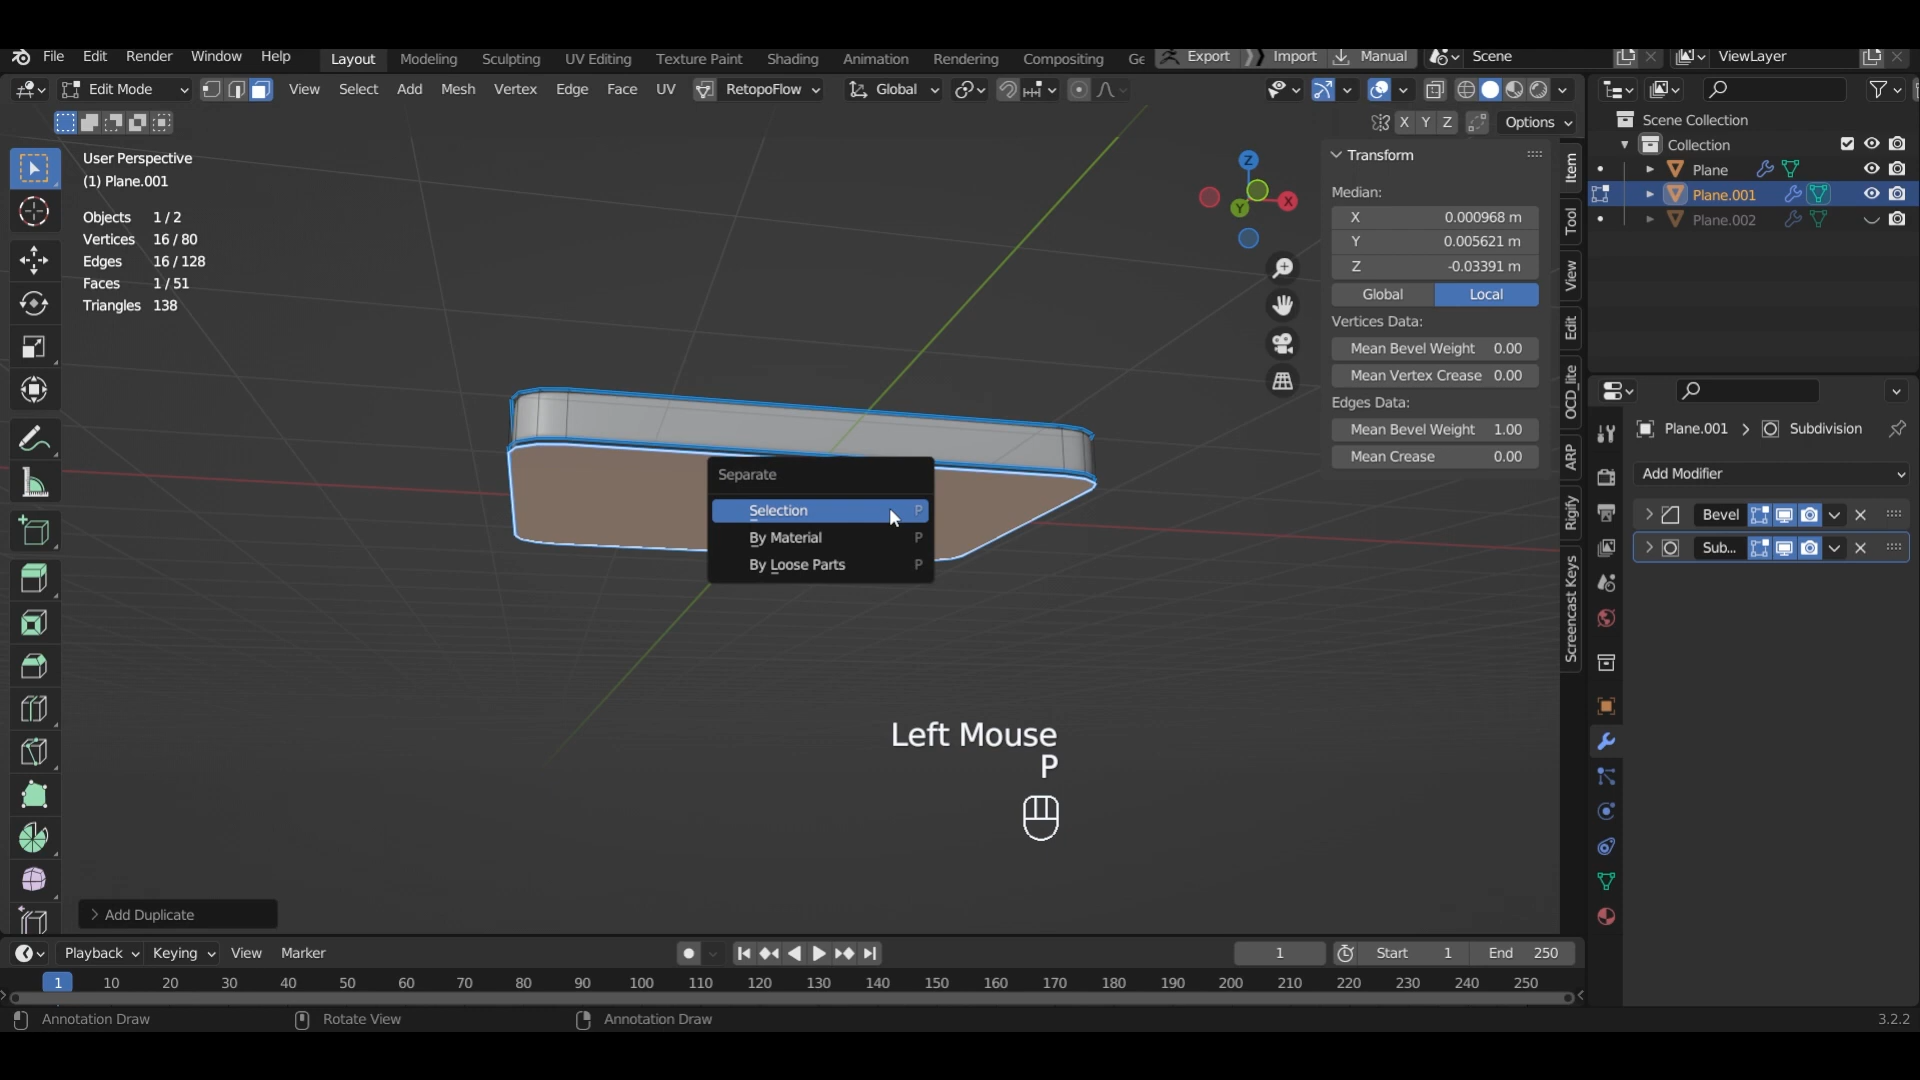 File Edit Render Window Help Layout Modeling Sculpting UV Editing Texture Paint Shading Animation Rendering Compositing Ge Export Import Manual Scene ViewLayer
Edit Mode View Select Add Mesh Vertex Edge Face UV RetopoFlow Global
X Y Z Options
User Perspective
(1) Plane.001
Objects 1/2
Vertices 16/80
Edges 16/128
Faces 1/51
Triangles 138
Z
X
Y
Transform
Median:
X 0.000968 m
Y 0.005621 m
Z -0.03391 m
Global Local
Vertices Data:
Mean Bevel Weight 0.00
Mean Vertex Crease 0.00
Edges Data:
Mean Bevel Weight 1.00
Mean Crease 0.00
Item
Tool
View
Edit
OCD_lite
ARP
Rigify
Screencast Keys
Scene Collection
Collection
Plane
Plane.001
Plane.002
Plane.001 > Subdivision
Add Modifier
Bevel
Sub...
Separate
Selection P
By Material P
By Loose Parts P
Left Mouse
P
> Add Duplicate
Playback Keying View Marker 1 Start 1 End 250
1 10 20 30 40 50 60 70 80 90 100 110 120 130 140 150 160 170 180 190 200 210 220 230 240 250
Annotation Draw Rotate View Annotation Draw 3.2.2